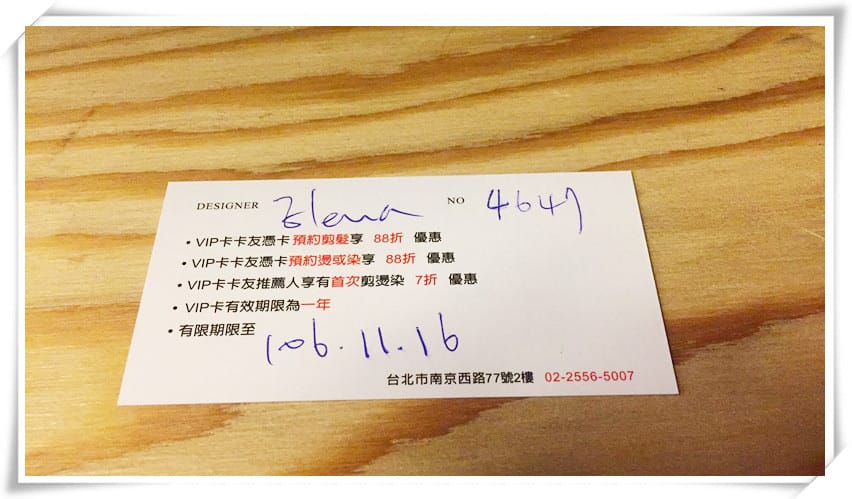 DESIGNER Elena NO 4647
• VIP卡卡友憑卡預約剪髮享 88折 優惠
• VIP卡卡友憑卡預約燙或染享 88折 優惠
• VIP卡卡友推薦人享有首次剪燙染 7折 優惠
• VIP卡有效期限為一年
• 有限期限至 106.11.16
台北市南京西路77號2樓 02-2556-5007